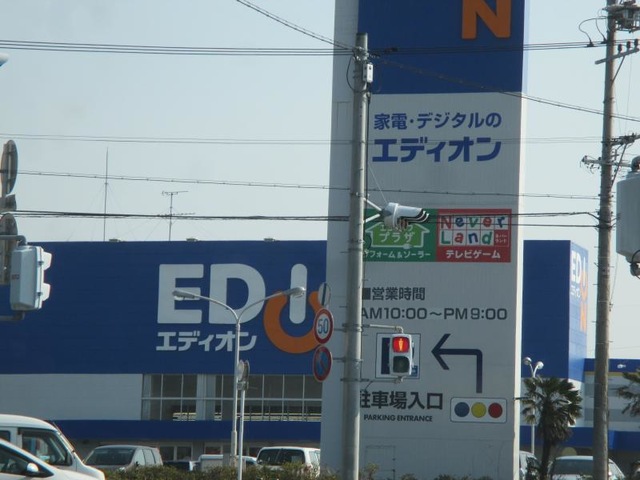 N
家電・デジタルの
エディオン
プラザ
フォーム&ソーラー
Never
Land
テレビゲーム
EDI
エディオン
ED
■営業時間
AM10:00～PM9:00
50
駐車場入口
PARKING ENTRANCE